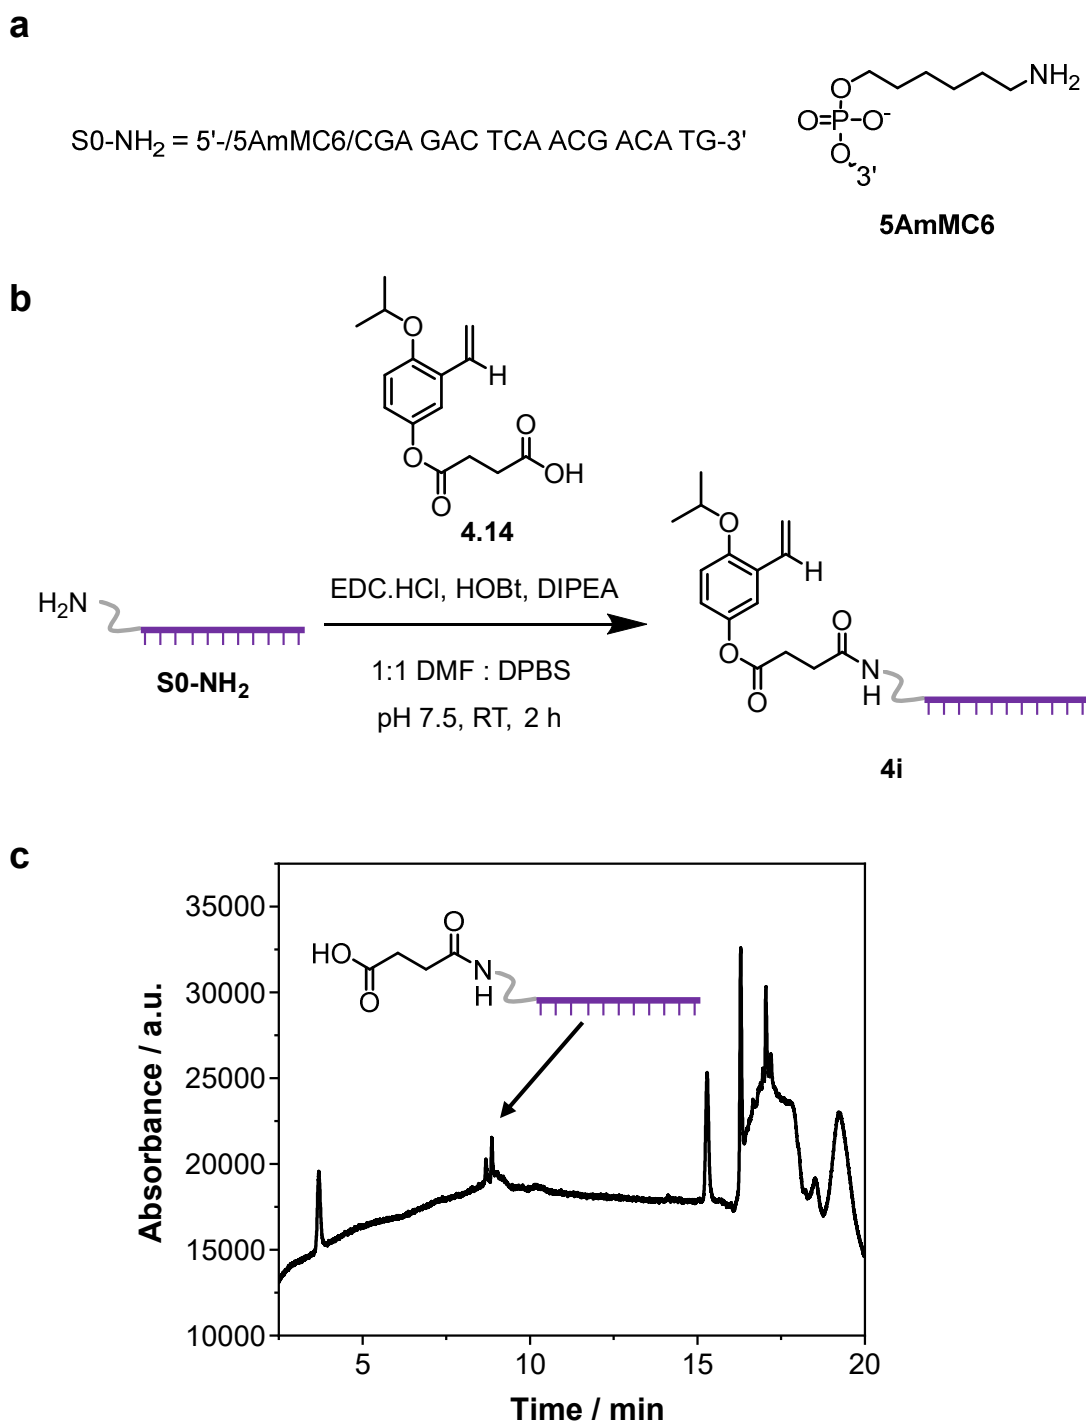 a
S0-NH2 = 5'-/5AmMC6/CGA GAC TCA ACG ACA TG-3'
NH2
O
O=P-O-
O
3'
5AmMC6
b
O
H
O
O
OH
O
4.14
H2N
S0-NH2
EDC.HCl, HOBt, DIPEA
1:1 DMF : DPBS
pH 7.5, RT, 2 h
O
H
O
O
N
H
O
4i
c
Absorbance / a.u.
35000
30000
25000
20000
15000
10000
HO
O
O
N
H
5
10
15
20
Time / min